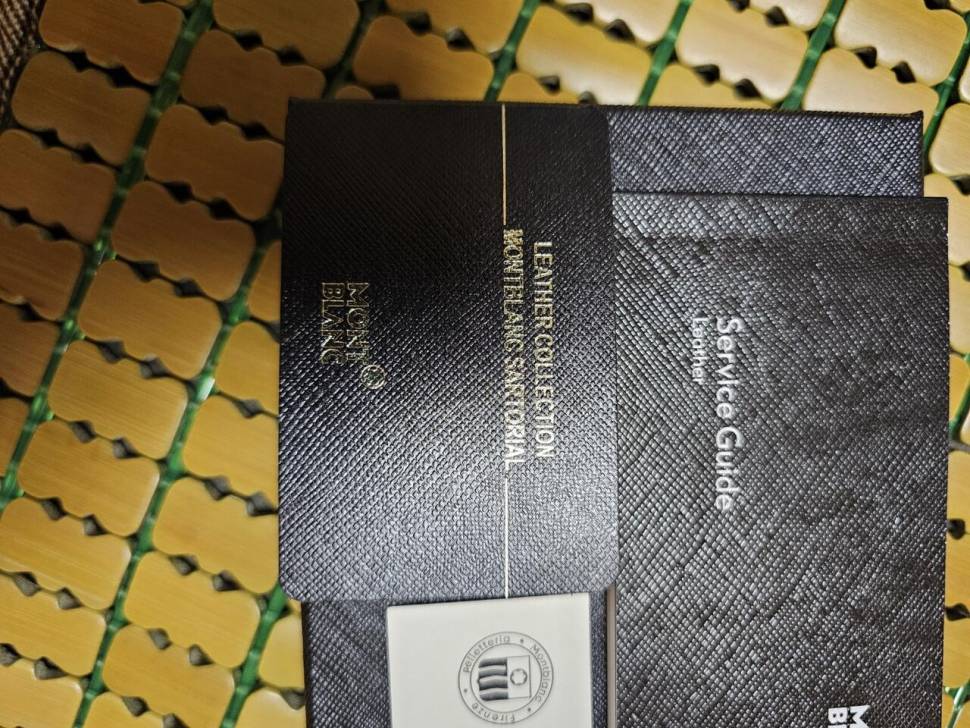 LEATHER COLLECTION
MONTBLANC SARTORIAL
MONT
BLANC
Service Guide
Leather
Pelletteria • Montblanc • Firenze •
M
B